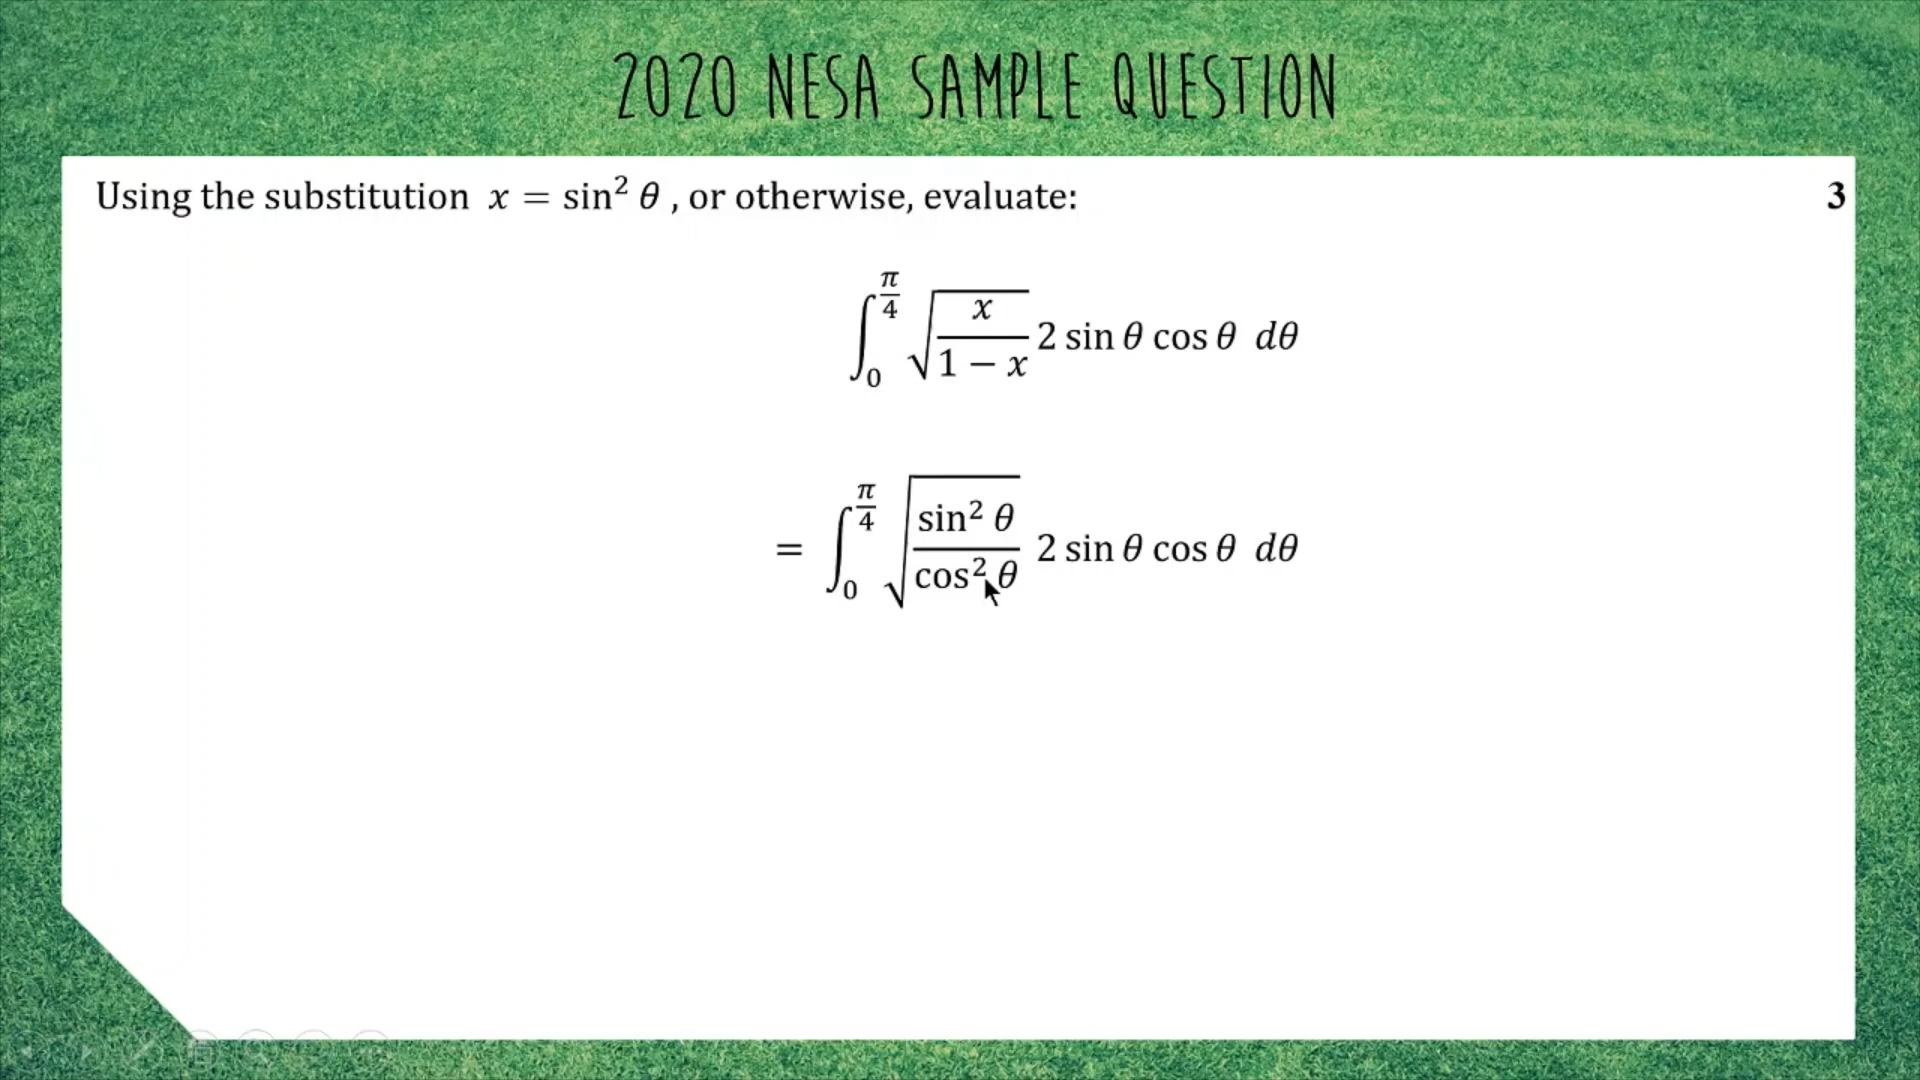 2020 NESA SAMPLE QUESTION
Using the substitution x = sin² θ , or otherwise, evaluate: 3
∫₀^(π/4) √(x/(1 − x)) 2 sin θ cos θ dθ
= ∫₀^(π/4) √(sin² θ/cos² θ) 2 sin θ cos θ dθ